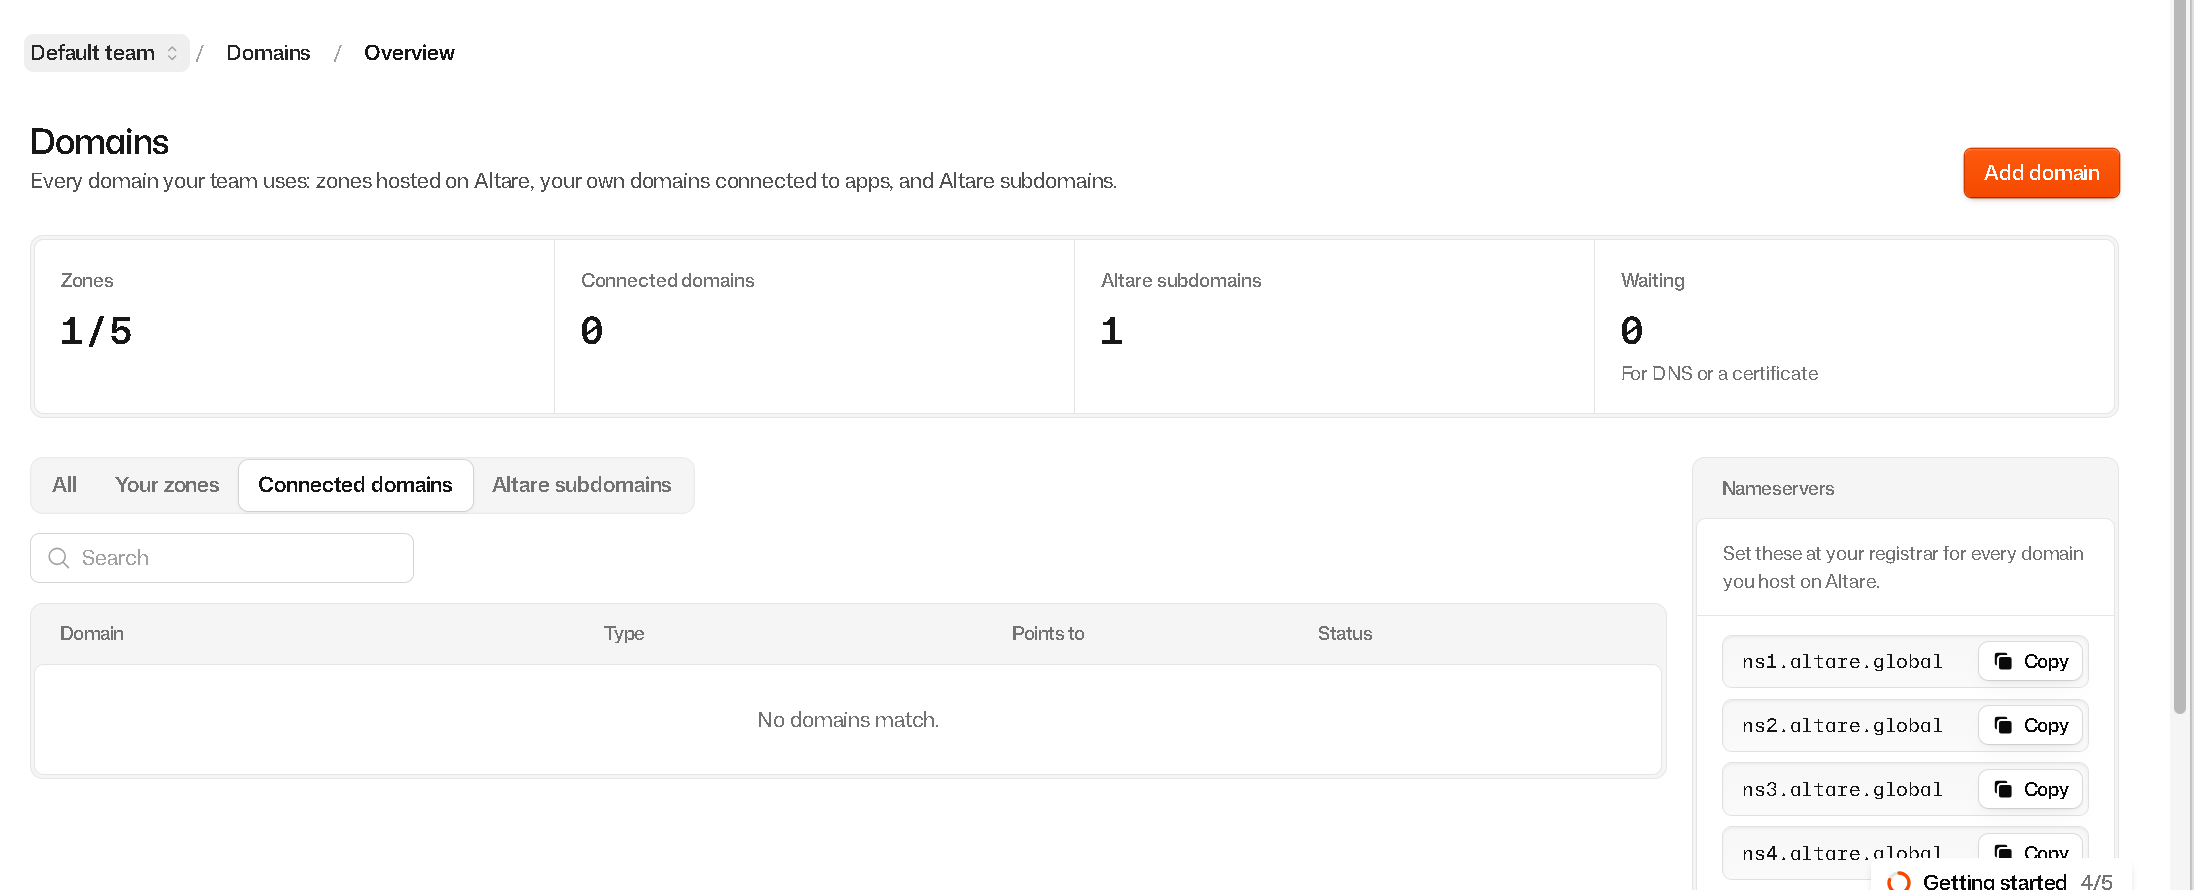 Default team / Domains / Overview
Domains
Every domain your team uses: zones hosted on Altare, your own domains connected to apps, and Altare subdomains.
Add domain
Zones
1/5
Connected domains
0
Altare subdomains
1
Waiting
0
For DNS or a certificate
All Your zones Connected domains Altare subdomains
Search
Domain Type Points to Status
No domains match.
Nameservers
Set these at your registrar for every domain
you host on Altare.
ns1.altare.global Copy
ns2.altare.global Copy
ns3.altare.global Copy
ns4.altare.global Copy
Getting started 4/5